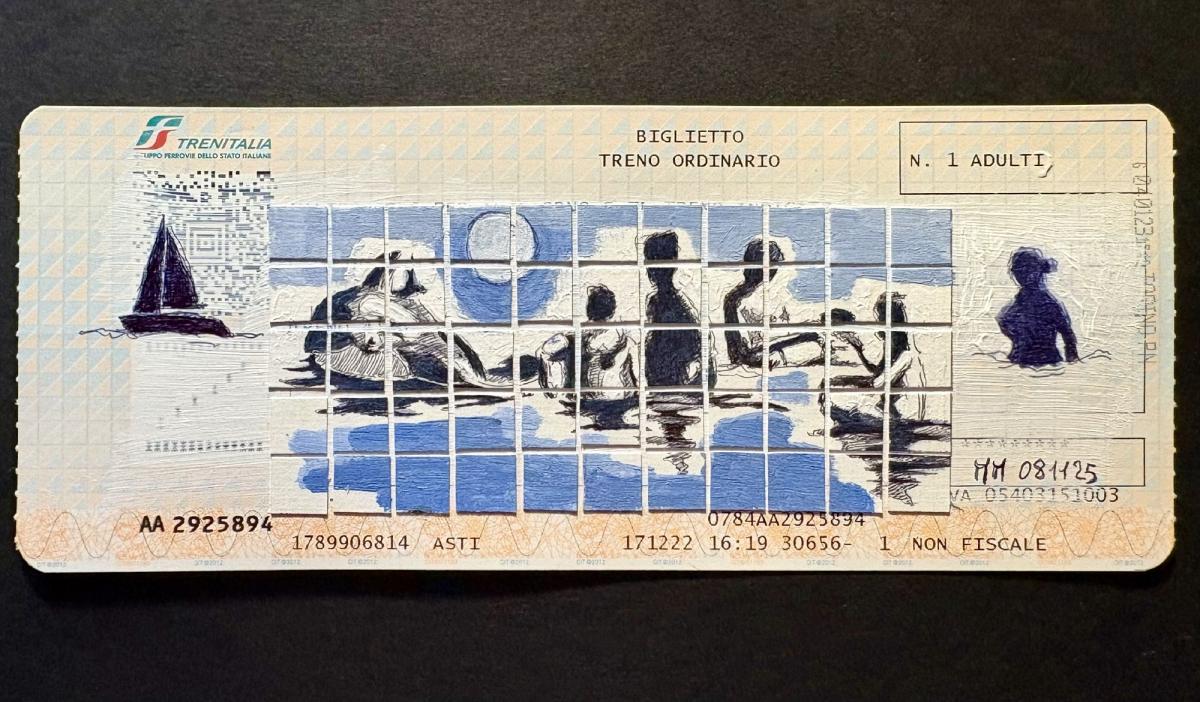 TRENITALIA
GRUPPO FERROVIE DELLO STATO ITALIANE
BIGLIETTO
TRENO ORDINARIO
N. 1 ADULTI
MM 081125
VA 05403151003
AA 2925894
0784AA2925894
1789906814 ASTI
171222 16:19 30656- 1 NON FISCALE